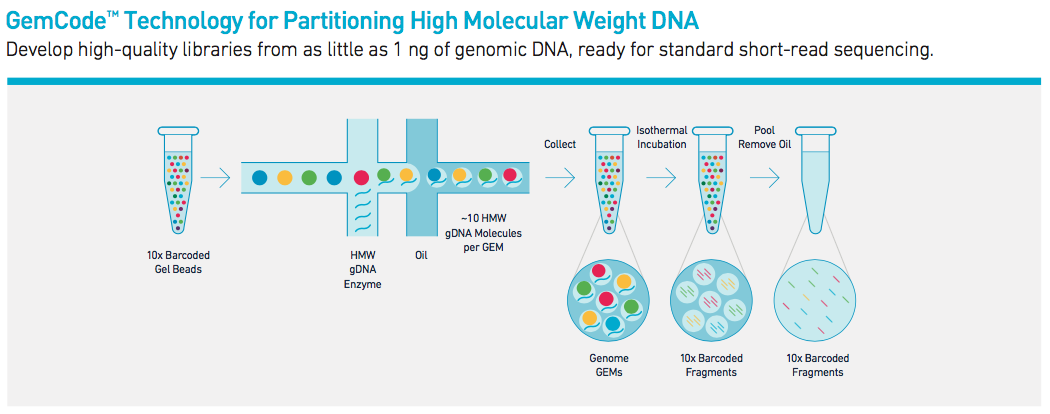 GemCode™ Technology for Partitioning High Molecular Weight DNA
Develop high-quality libraries from as little as 1 ng of genomic DNA, ready for standard short-read sequencing.
10x Barcoded
Gel Beads
HMW
gDNA
Enzyme
Oil
~10 HMW
gDNA Molecules
per GEM
Collect
Isothermal
Incubation
Pool
Remove Oil
Genome
GEMs
10x Barcoded
Fragments
10x Barcoded
Fragments